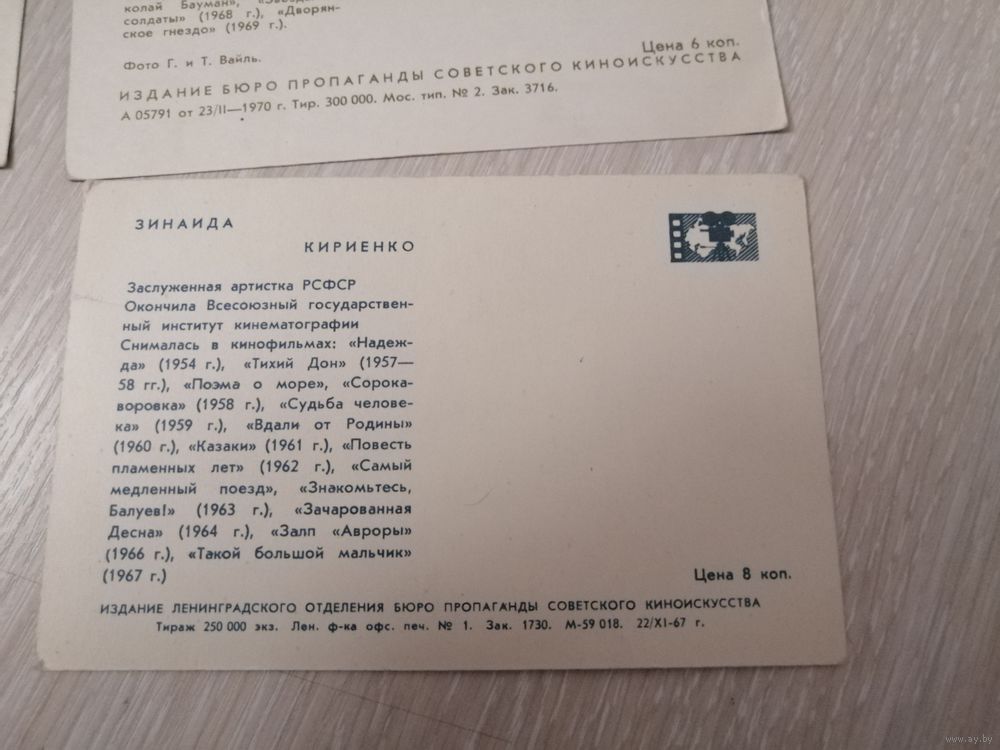 колай Бауман»,
солдаты» (1968 г.), «Дворян-
ское гнездо» (1969 г.).
Фото Г. и Т. Вайль.
Цена 6 коп.
ИЗДАНИЕ БЮРО ПРОПАГАНДЫ СОВЕТСКОГО КИНОИСКУССТВА
А 05791 от 23/II—1970 г. Тир. 300 000. Мос. тип. № 2. Зак. 3716.
ЗИНАИДА
КИРИЕНКО
Заслуженная артистка РСФСР
Окончила Всесоюзный государствен-
ный институт кинематографии
Снималась в кинофильмах: «Надеж-
да» (1954 г.), «Тихий Дон» (1957—
58 гг.), «Поэма о море», «Сорока-
воровка» (1958 г.), «Судьба челове-
ка» (1959 г.), «Вдали от Родины»
(1960 г.), «Казаки» (1961 г.), «Повесть
пламенных лет» (1962 г.), «Самый
медленный поезд», «Знакомьтесь,
Балуев!» (1963 г.), «Зачарованная
Десна» (1964 г.), «Залп «Авроры»
(1966 г.), «Такой большой мальчик»
(1967 г.)
Цена 8 коп.
ИЗДАНИЕ ЛЕНИНГРАДСКОГО ОТДЕЛЕНИЯ БЮРО ПРОПАГАНДЫ СОВЕТСКОГО КИНОИСКУССТВА
Тираж 250 000 экз. Лен. ф-ка офс. печ. № 1. Зак. 1730. М-59 018. 22/XI-67 г.
www.ay.by